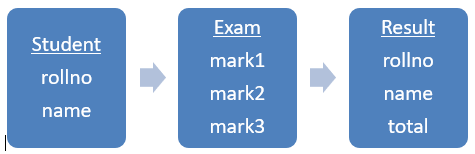 Student
rollno
name
Exam
mark1
mark2
mark3
Result
rollno
name
total